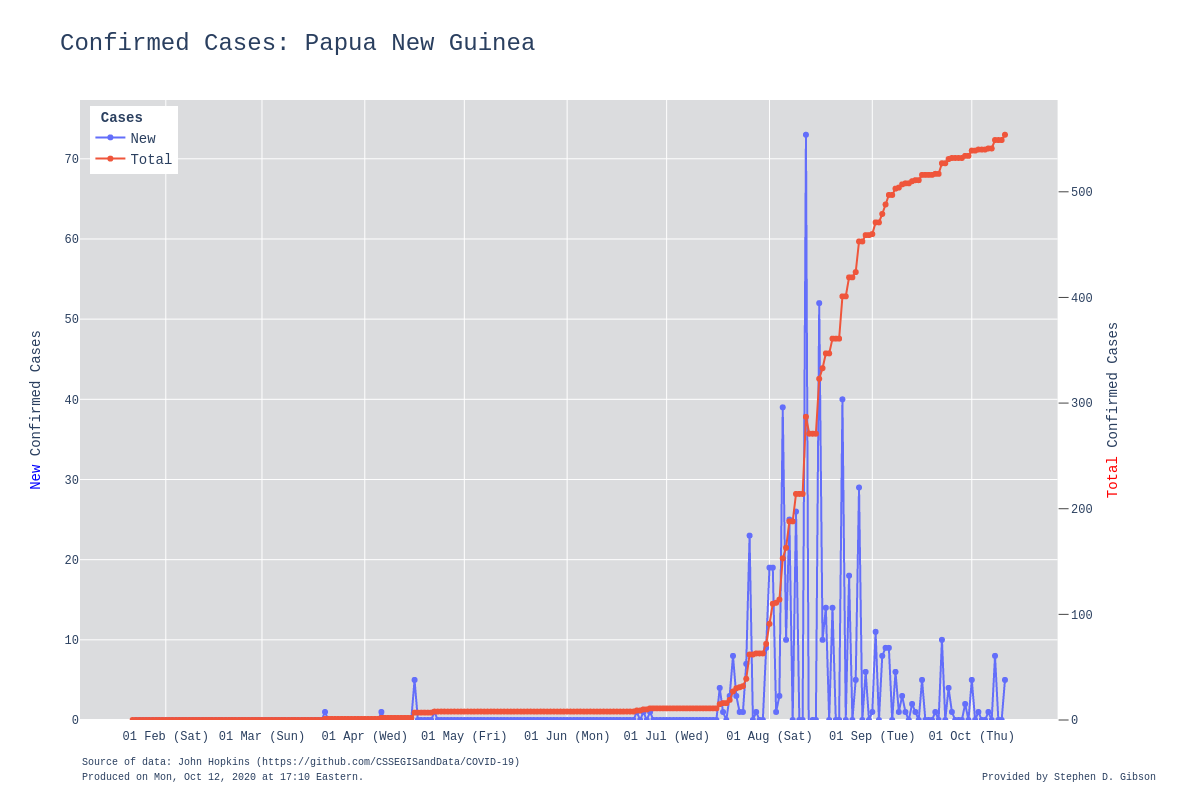 Confirmed Cases: Papua New Guinea
Cases
New
Total
70
60
50
40
30
20
10
0
New Confirmed Cases
500
400
300
200
100
0
Total Confirmed Cases
01 Feb (Sat) 01 Mar (Sun) 01 Apr (Wed) 01 May (Fri) 01 Jun (Mon) 01 Jul (Wed) 01 Aug (Sat) 01 Sep (Tue) 01 Oct (Thu)
Source of data: John Hopkins (https://github.com/CSSEGISandData/COVID-19)
Produced on Mon, Oct 12, 2020 at 17:10 Eastern.
Provided by Stephen D. Gibson